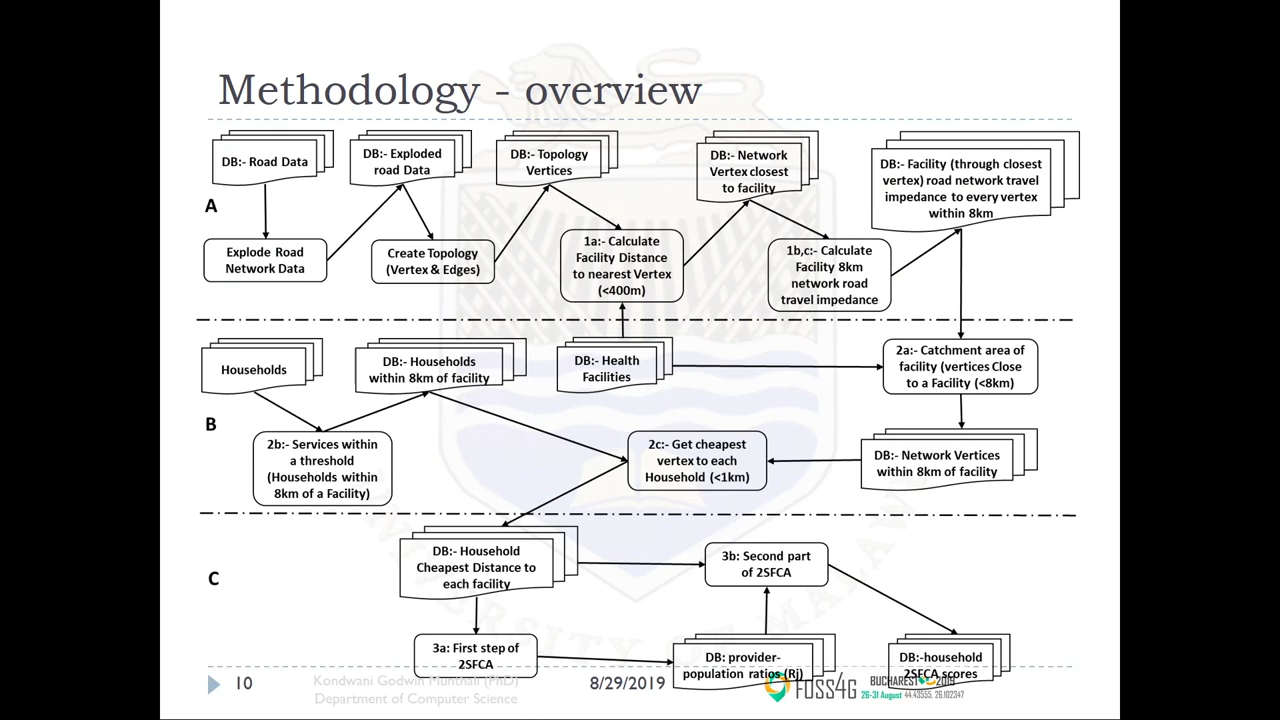 Methodology - overview
DB:- Road Data
DB:- Exploded
road Data
DB:- Topology
Vertices
DB:- Network
Vertex closest
to facility
DB:- Facility (through closest
vertex) road network travel
impedance to every vertex
within 8km
A
Explode Road
Network Data
Create Topology
(Vertex & Edges)
1a:- Calculate
Facility Distance
to nearest Vertex
(<400m)
1b,c:- Calculate
Facility 8km
network road
travel impedance
Households
DB:- Households
within 8km of facility
DB:- Health
Facilities
2a:- Catchment area of
facility (vertices Close
to a Facility (<8km)
B
2b:- Services within
a threshold
(Households within
8km of a Facility)
2c:- Get cheapest
vertex to each
Household (<1km)
DB:- Network Vertices
within 8km of facility
C
DB:- Household
Cheapest Distance to
each facility
3b: Second part
of 2SFCA
3a: First step of
2SFCA
DB: provider-
population ratios (Rj)
DB:-household
2SFCA scores
10
Kondwani Godwin Munthali (PhD)
Department of Computer Science
8/29/2019
FOSS4G
BUCHAREST 2019
26-31 August 44.43555, 26.102347
UNIVERSITY OF MALAWI